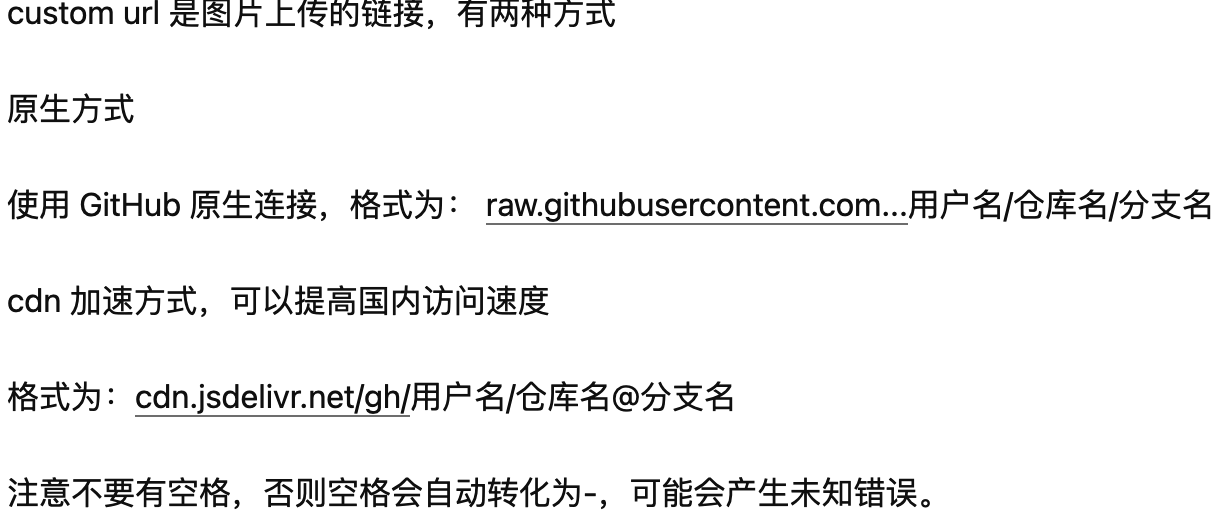 custom url 是图片上传的链接，有两种方式
原生方式
使用 GitHub 原生连接，格式为： raw.githubusercontent.com...用户名/仓库名/分支名
cdn 加速方式，可以提高国内访问速度
格式为：cdn.jsdelivr.net/gh/用户名/仓库名@分支名
注意不要有空格，否则空格会自动转化为-，可能会产生未知错误。